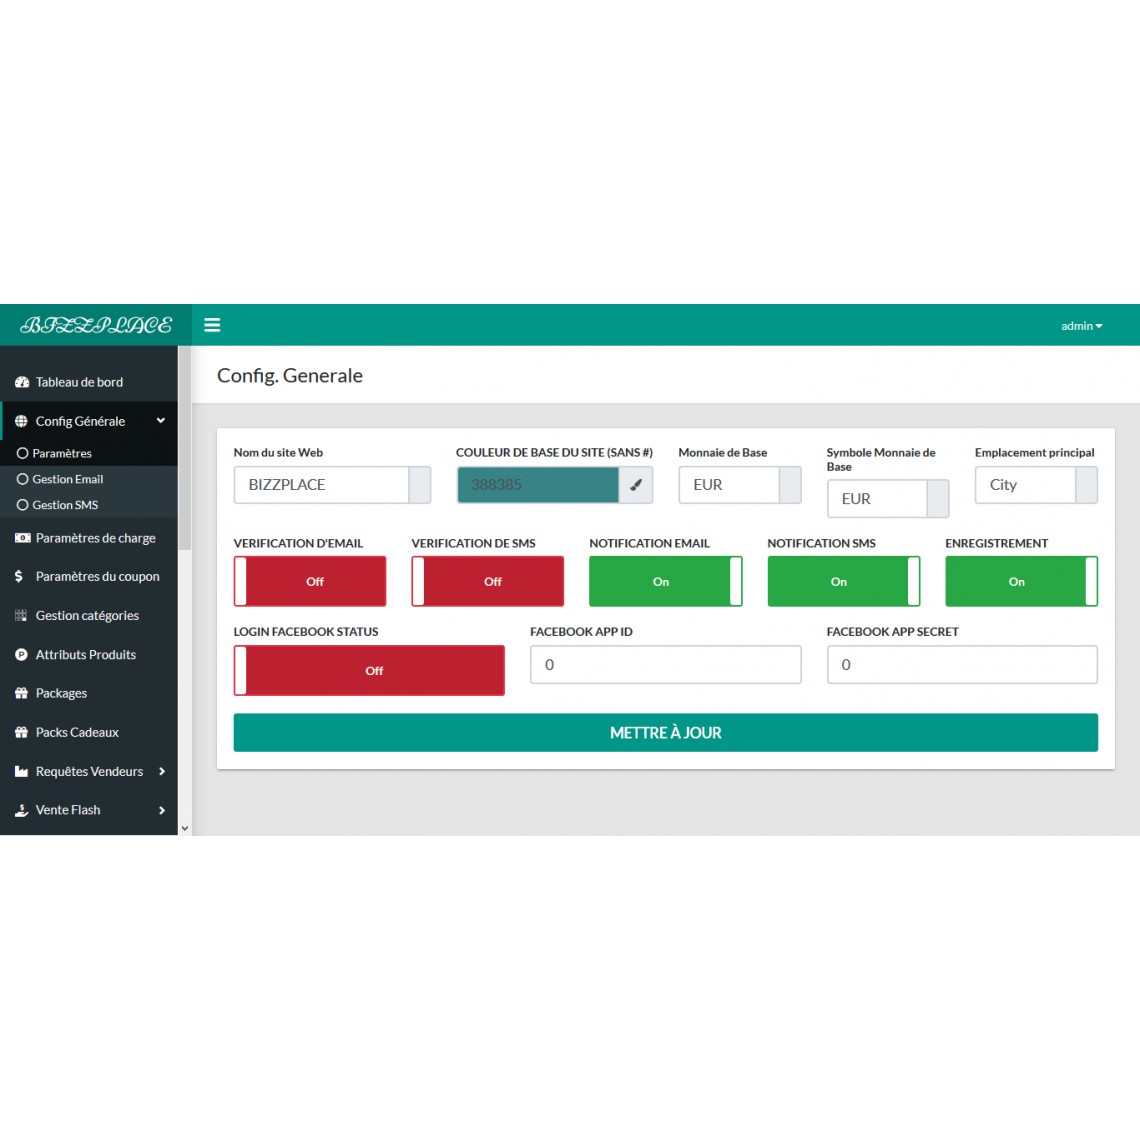 BIZZPLACE
admin
Tableau de bord
Config Générale
Paramètres
Gestion Email
Gestion SMS
Paramètres de charge
Paramètres du coupon
Gestion catégories
Attributs Produits
Packages
Packs Cadeaux
Requêtes Vendeurs
Vente Flash
Config. Generale
Nom du site Web
BIZZPLACE
COULEUR DE BASE DU SITE (SANS #)
388385
Monnaie de Base
EUR
Symbole Monnaie de
Base
EUR
Emplacement principal
City
VERIFICATION D'EMAIL
Off
VERIFICATION DE SMS
Off
NOTIFICATION EMAIL
On
NOTIFICATION SMS
On
ENREGISTREMENT
On
LOGIN FACEBOOK STATUS
Off
FACEBOOK APP ID
0
FACEBOOK APP SECRET
0
METTRE À JOUR